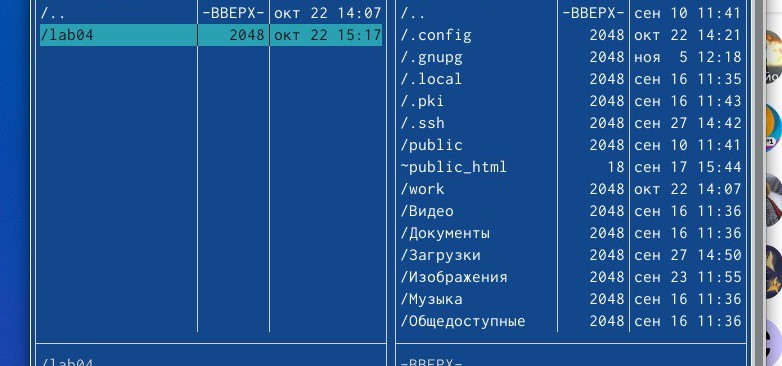 /.. -ВВЕРХ- окт 22 14:07
/lab04 2048 окт 22 15:17
/lab04
/.. -ВВЕРХ- сен 10 11:41
/.config 2048 окт 22 14:21
/.gnupg 2048 ноя 5 12:18
/.local 2048 сен 16 11:35
/.pki 2048 сен 16 11:43
/.ssh 2048 сен 27 14:42
/public 2048 сен 10 11:41
~public_html 18 сен 17 15:44
/work 2048 окт 22 14:07
/Видео 2048 сен 16 11:36
/Документы 2048 сен 16 11:36
/Загрузки 2048 сен 27 14:50
/Изображения 2048 сен 23 11:55
/Музыка 2048 сен 16 11:36
/Общедоступные 2048 сен 16 11:36
-ВВЕРХ-